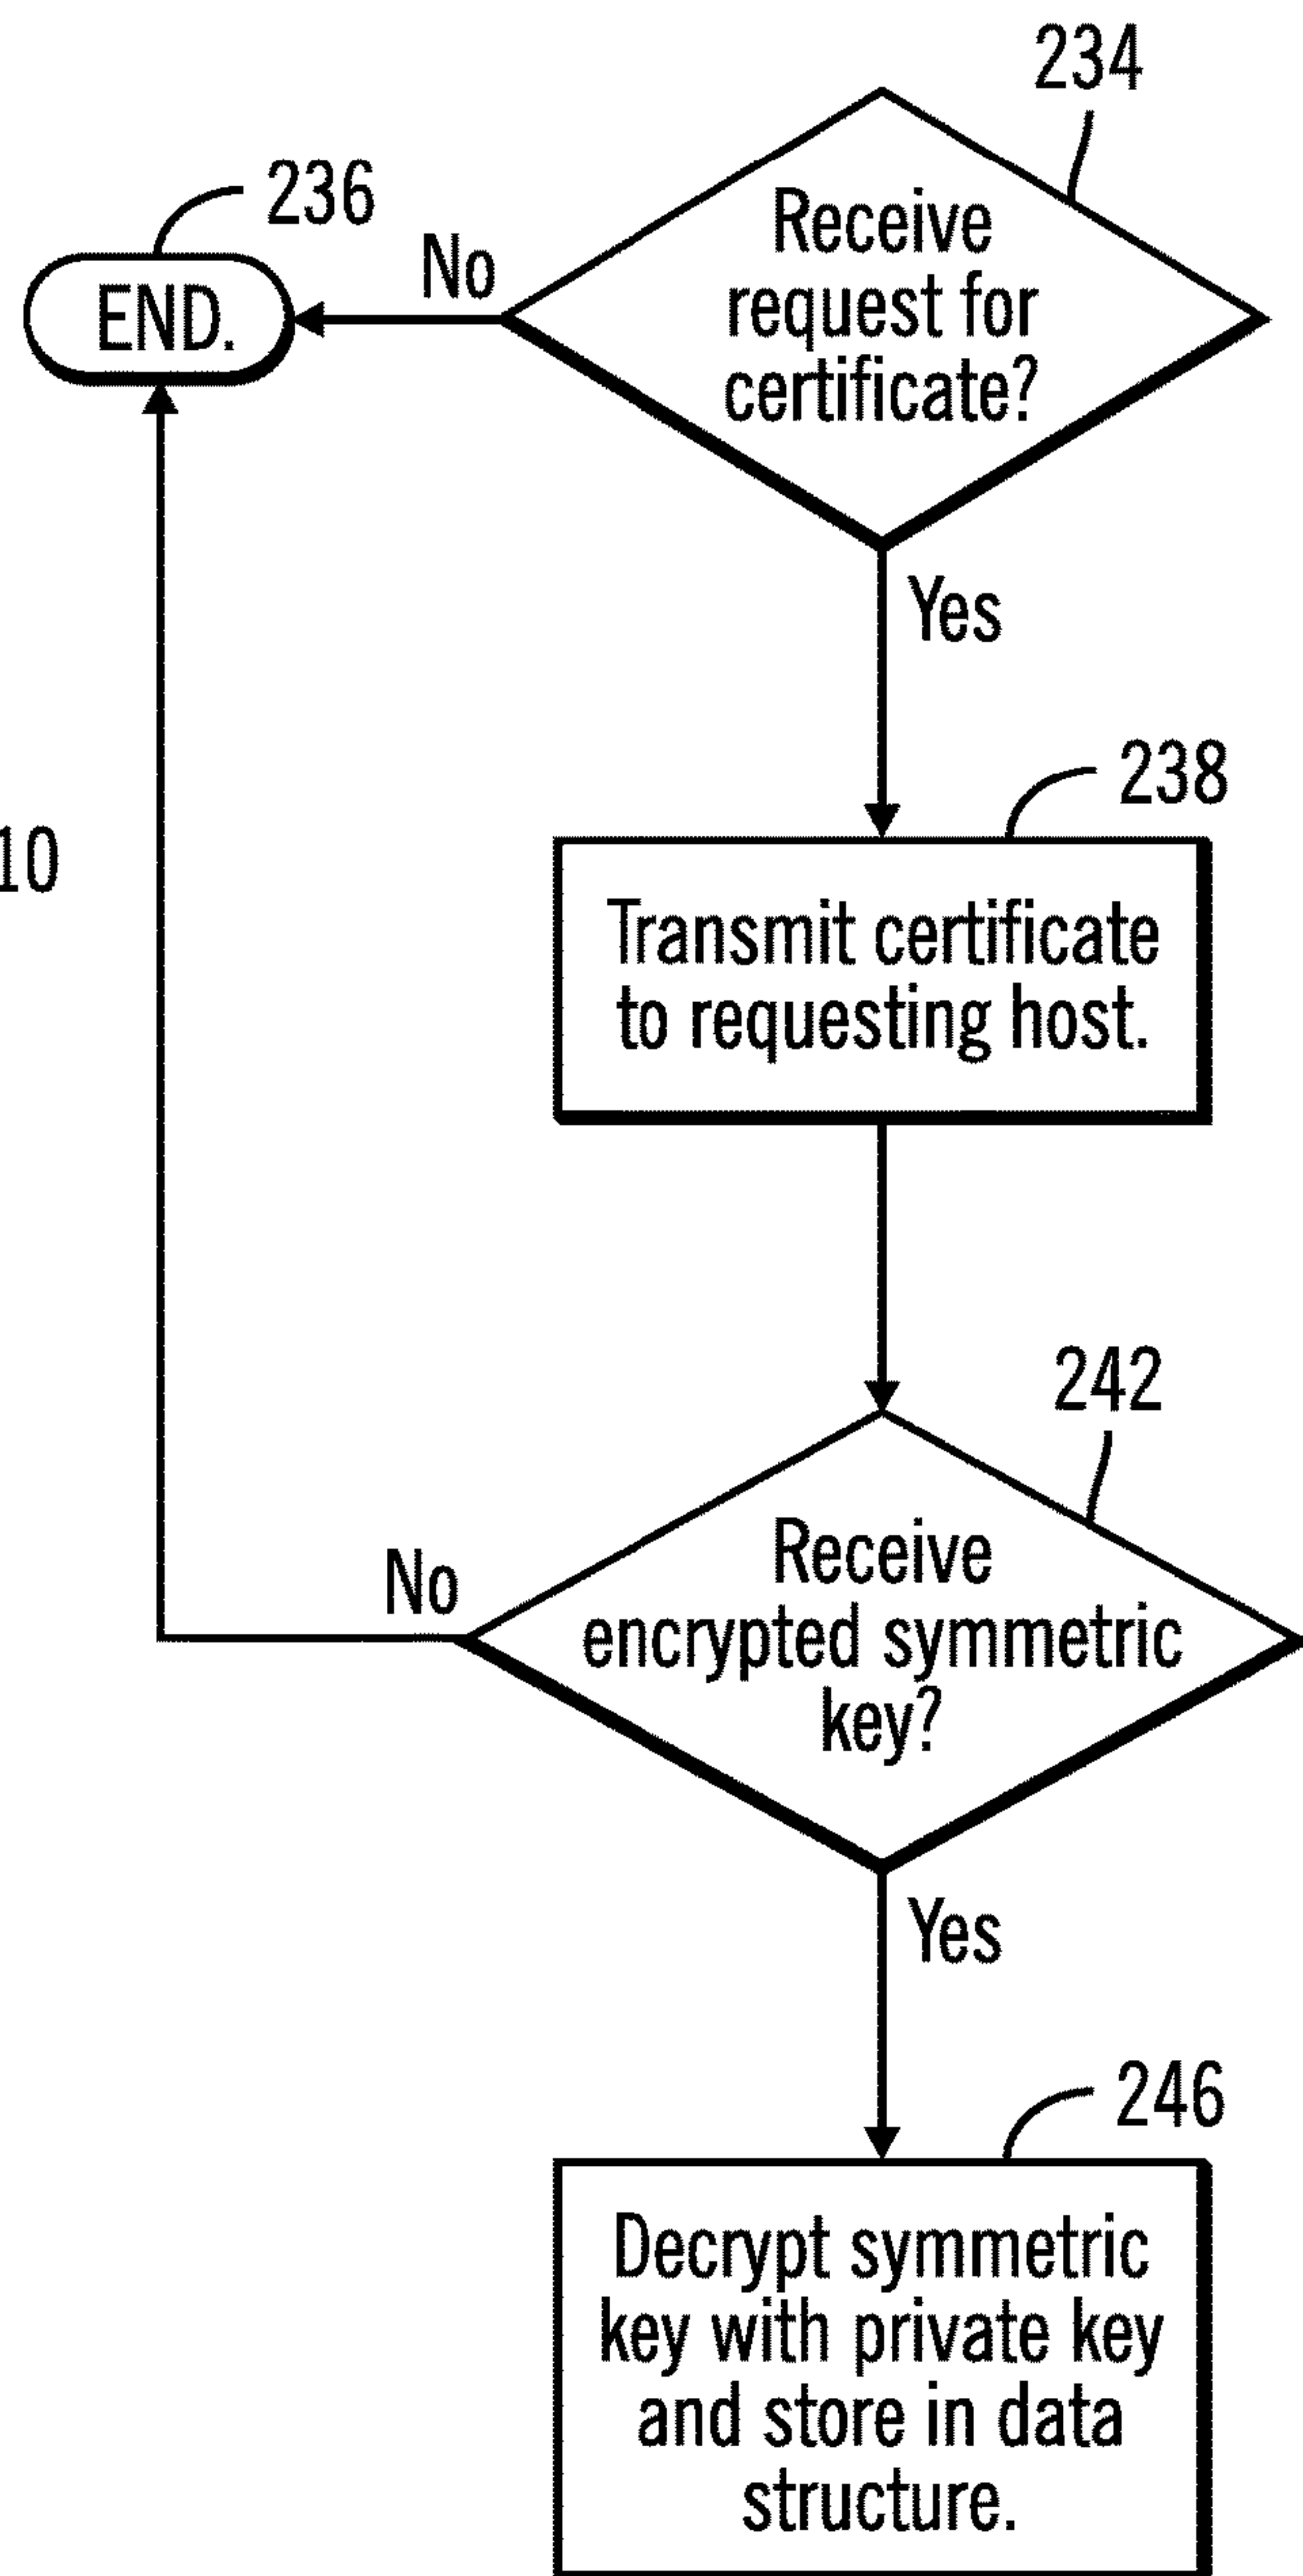 234
236
No
END.
Receive
request for
certificate?
Yes
238
10
Transmit certificate
to requesting host.
242
No
Receive
encrypted symmetric
key?
Yes
246
Decrypt symmetric
key with private key
and store in data
structure.